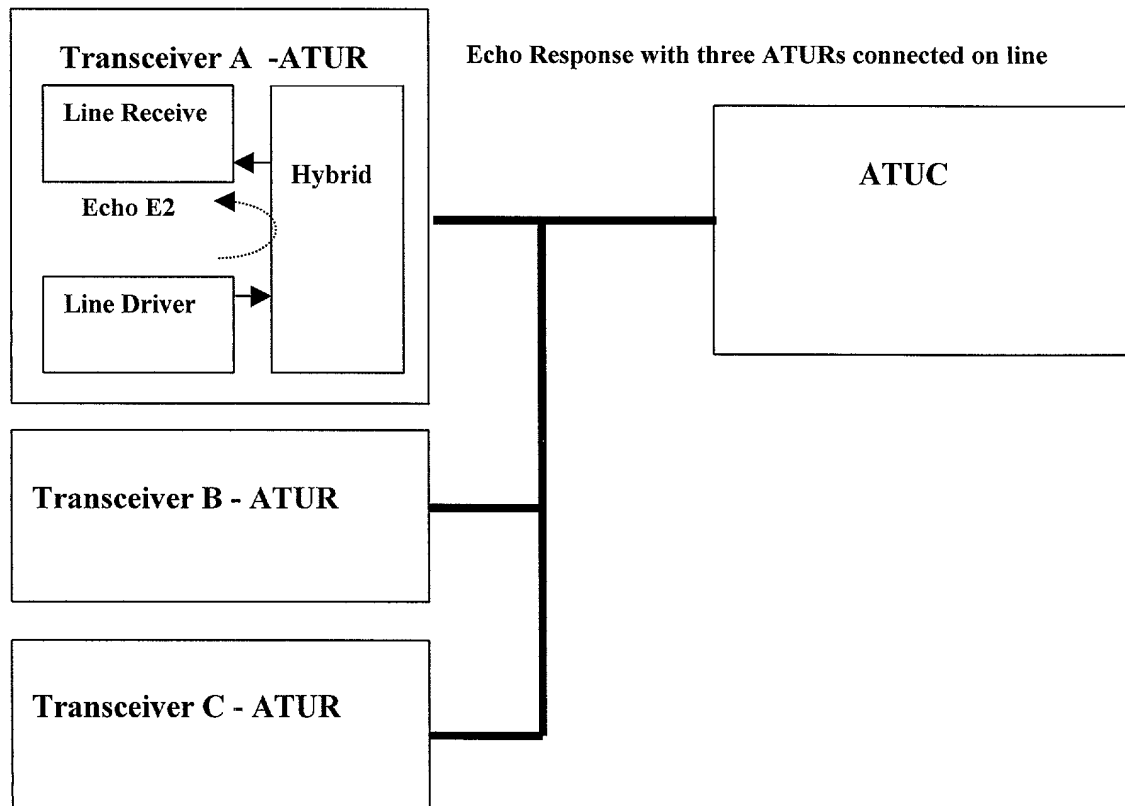 Transceiver A -ATUR
Echo Response with three ATURs connected on line
Line Receive
Hybrid
ATUC
Echo E2
Line Driver
Transceiver B - ATUR
Transceiver C - ATUR